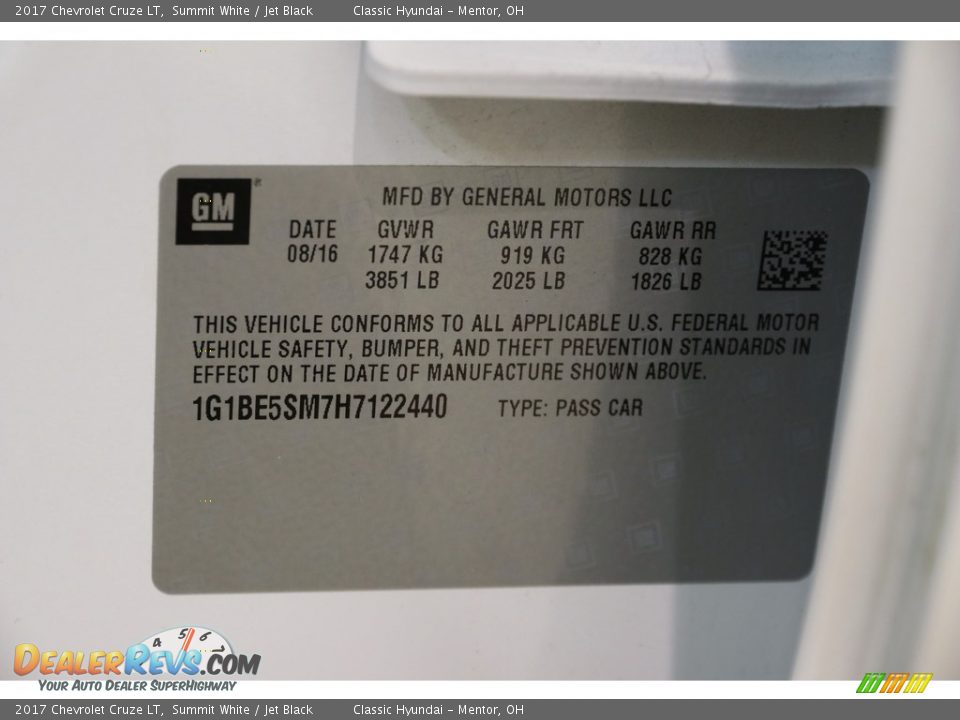 2017 Chevrolet Cruze LT, Summit White / Jet Black Classic Hyundai – Mentor, OH
GM
MFD BY GENERAL MOTORS LLC
DATE GVWR GAWR FRT GAWR RR
08/16 1747 KG 919 KG 828 KG
3851 LB 2025 LB 1826 LB
THIS VEHICLE CONFORMS TO ALL APPLICABLE U.S. FEDERAL MOTOR
VEHICLE SAFETY, BUMPER, AND THEFT PREVENTION STANDARDS IN
EFFECT ON THE DATE OF MANUFACTURE SHOWN ABOVE.
1G1BE5SM7H7122440 TYPE: PASS CAR
4 5 6 7
DEALERREVS.COM
YOUR AUTO DEALER SUPERHIGHWAY
2017 Chevrolet Cruze LT, Summit White / Jet Black Classic Hyundai – Mentor, OH